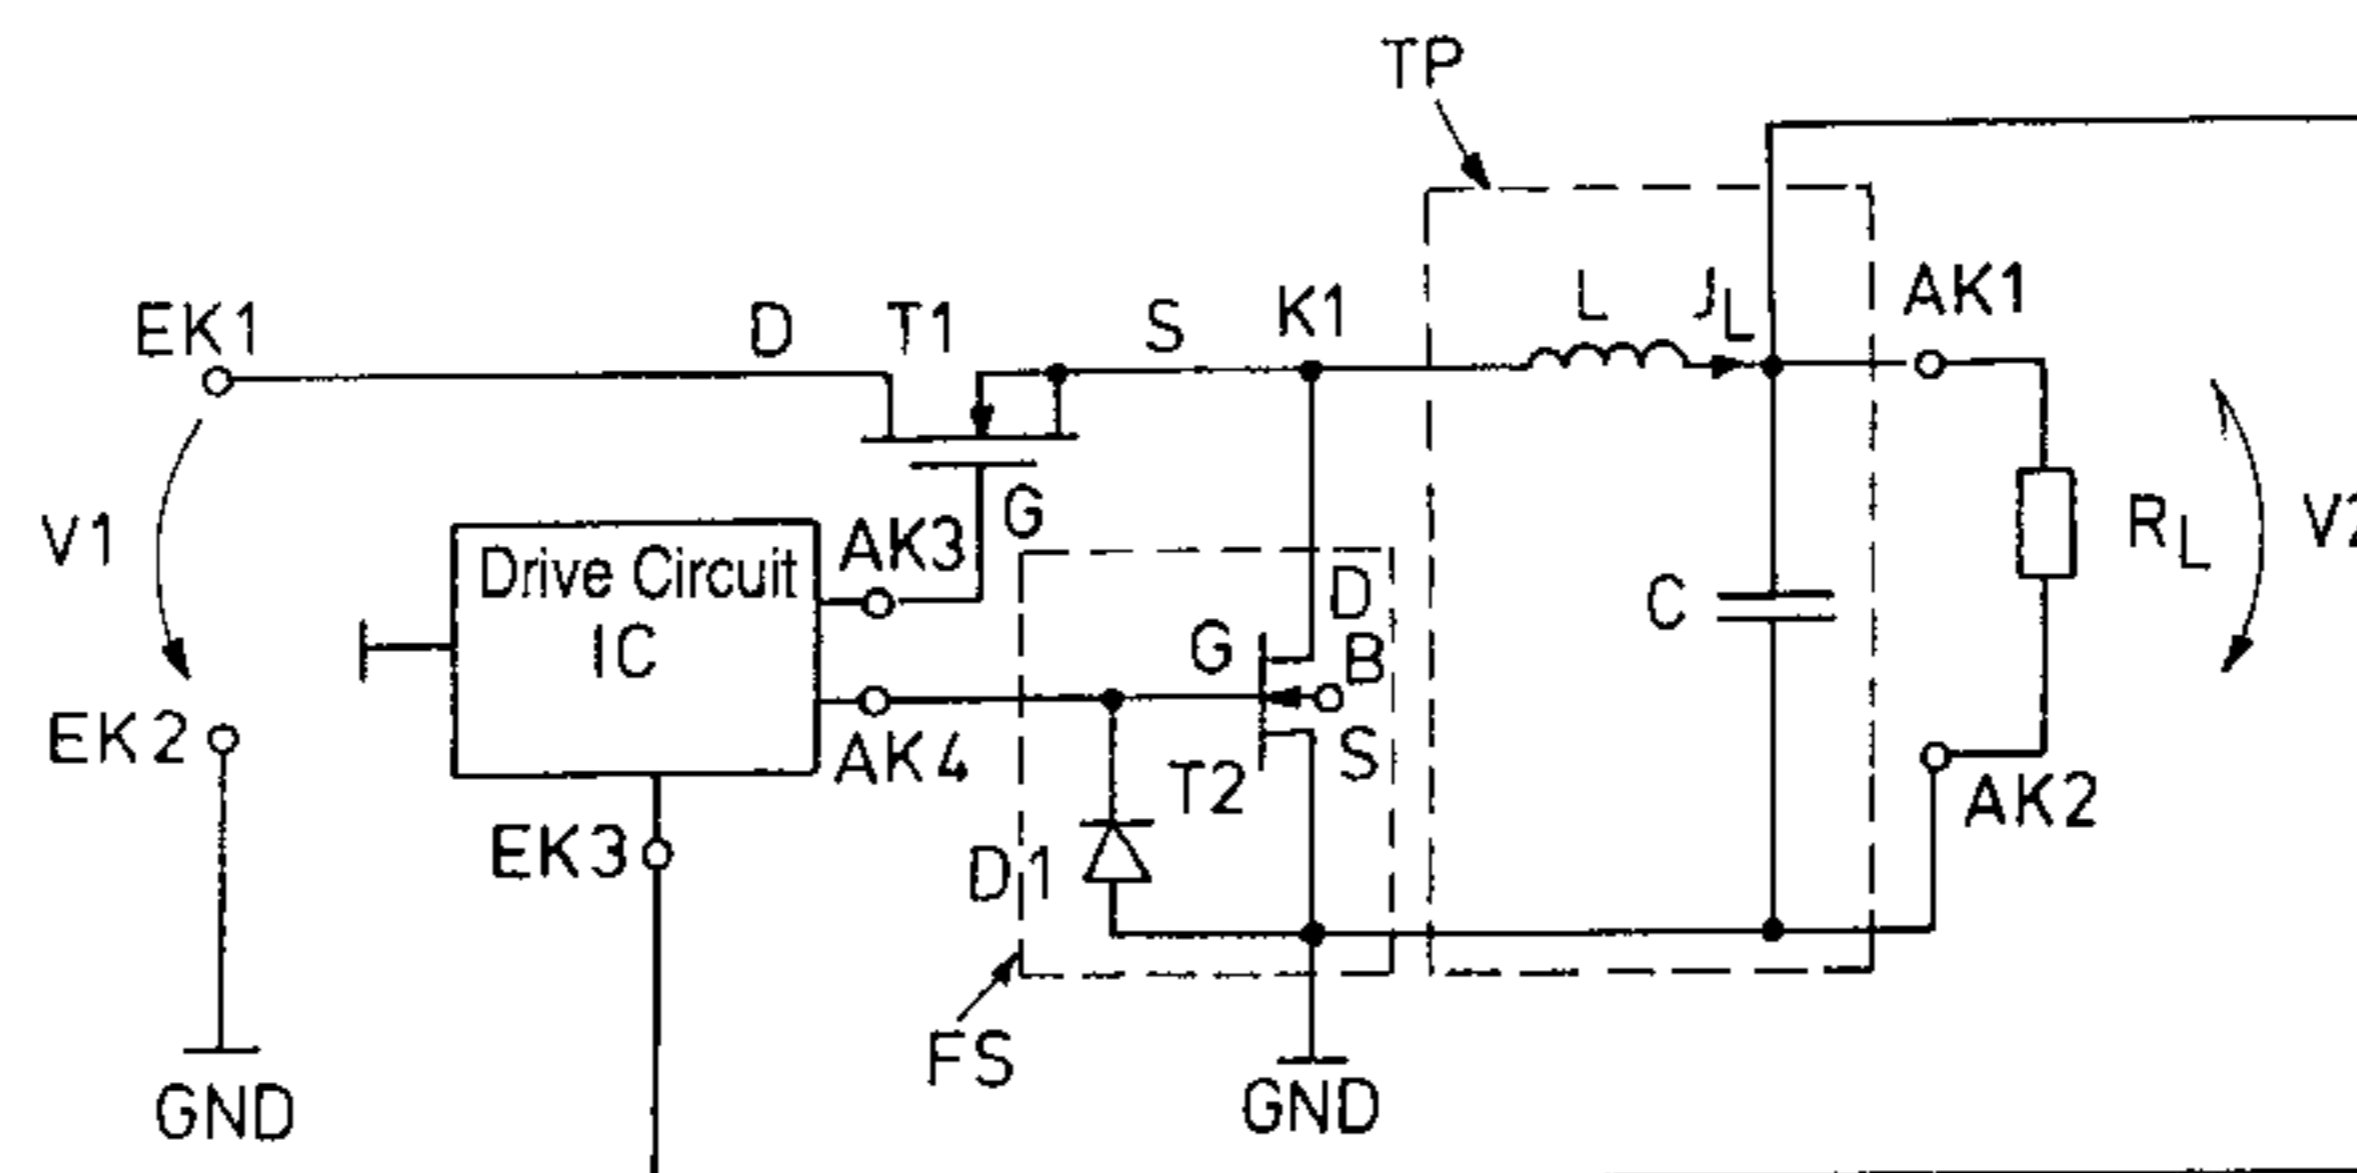 TP
EK1
D
T1
S
K1
L
JL
AK1
V1
G
AK3
Drive Circuit
IC
D
G
B
C
RL
V2
EK2
AK4
T2
S
AK2
EK3
D1
FS
GND
GND